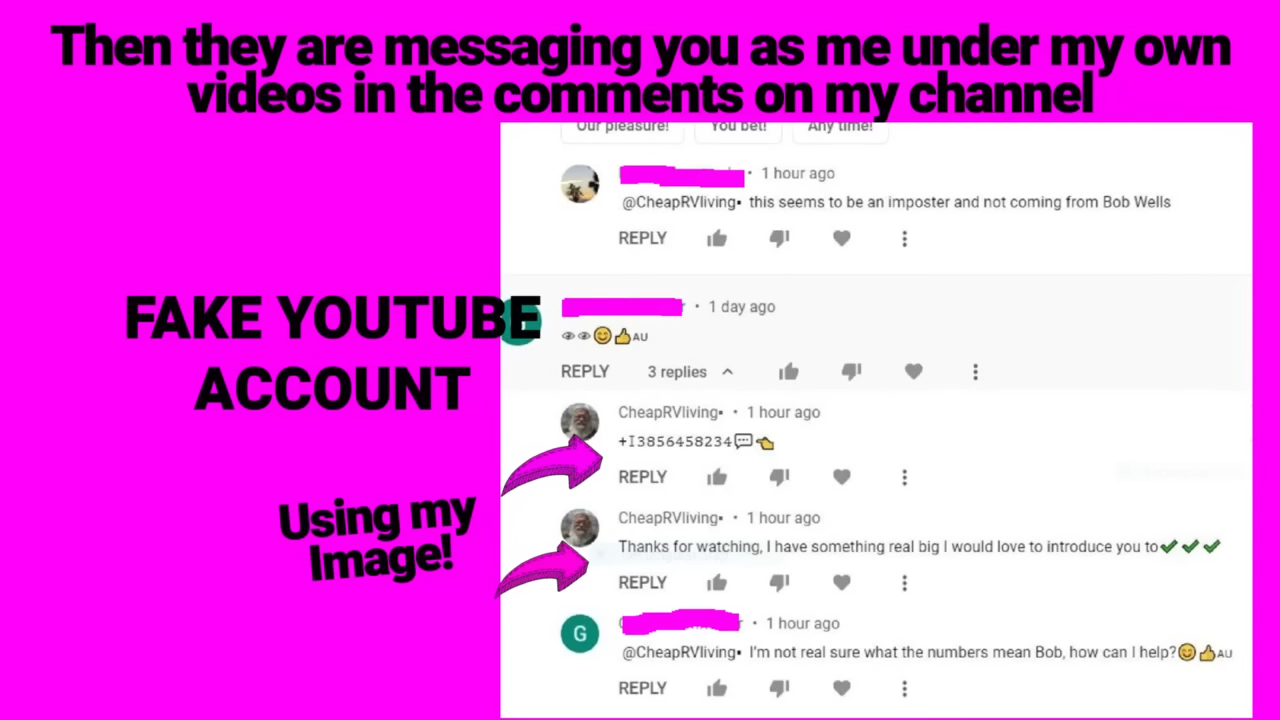 Then they are messaging you as me under my own
videos in the comments on my channel
Our pleasure! You bet! Any time!
· 1 hour ago
@CheapRVliving▪ this seems to be an imposter and not coming from Bob Wells
REPLY
FAKE YOUTUBE
ACCOUNT
· 1 day ago
👁👁😊👍AU
REPLY 3 replies
CheapRVliving▪ · 1 hour ago
+I3856458234💬👈
REPLY
Using my
Image!
CheapRVliving▪ · 1 hour ago
Thanks for watching, I have something real big I would love to introduce you to✔✔✔
REPLY
G
· 1 hour ago
@CheapRVliving▪ I'm not real sure what the numbers mean Bob, how can I help?😊👍AU
REPLY